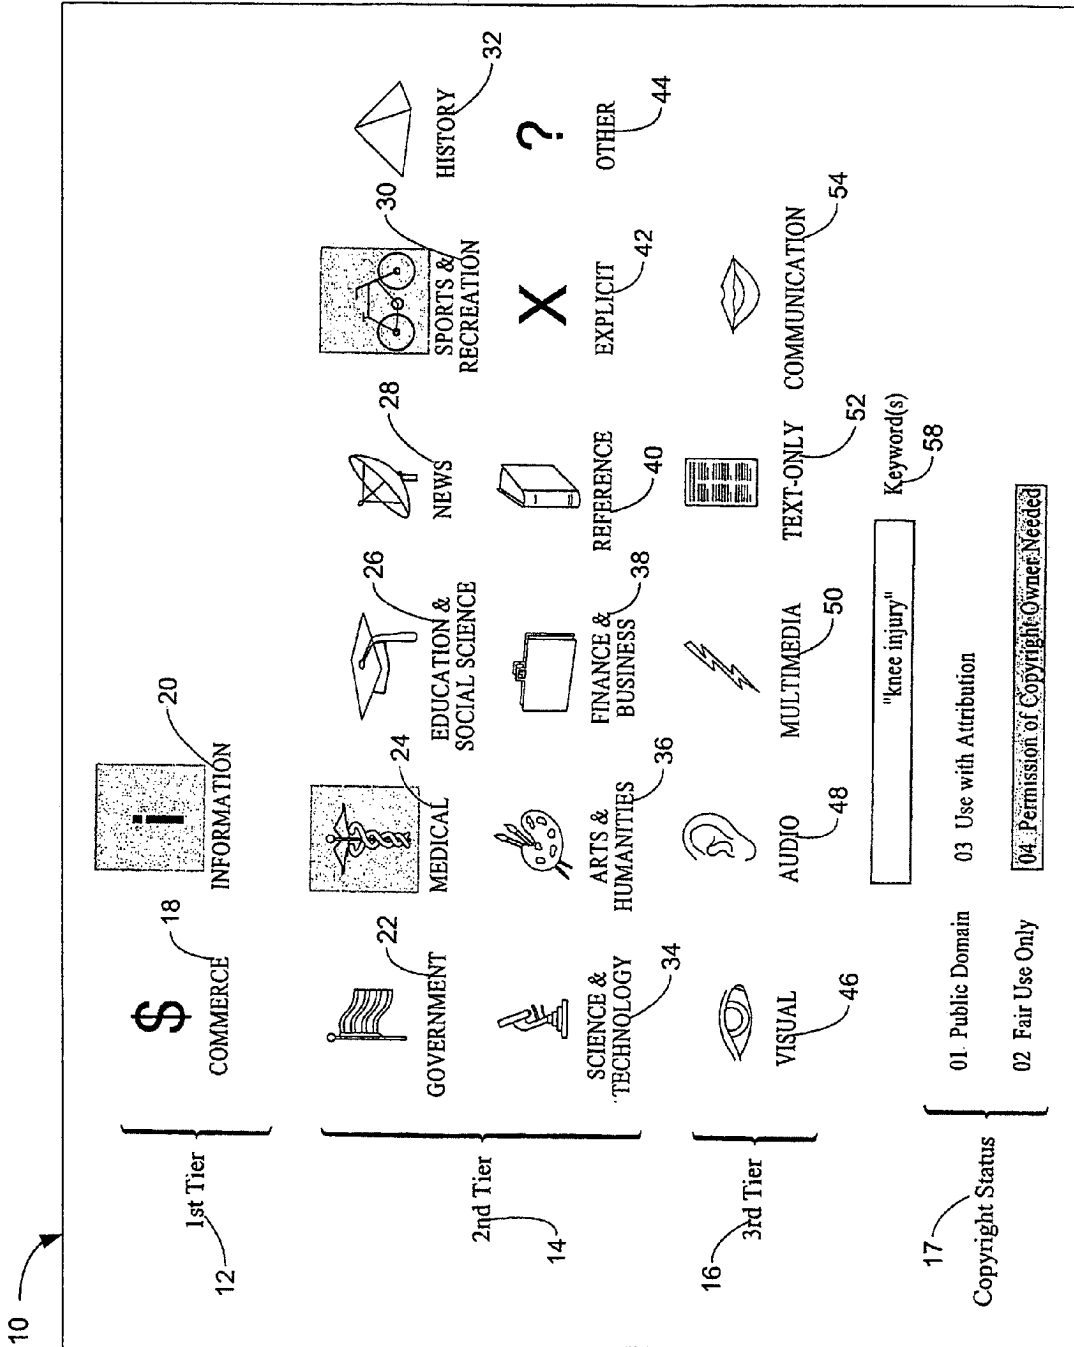 10
1st Tier
12
$
COMMERCE
18
i
INFORMATION
20
2nd Tier
14
GOVERNMENT
22
MEDICAL
24
EDUCATION &
SOCIAL SCIENCE
26
NEWS
28
SPORTS &
RECREATION
30
HISTORY
32
SCIENCE &
TECHNOLOGY
34
ARTS &
HUMANITIES
36
FINANCE &
BUSINESS
38
REFERENCE
40
X
EXPLICIT
42
?
OTHER
44
3rd Tier
16
VISUAL
46
AUDIO
48
MULTIMEDIA
50
TEXT-ONLY
52
COMMUNICATION
54
"knee injury"
Keyword(s)
58
17
Copyright Status
01 Public Domain
03 Use with Attribution
02 Fair Use Only
04 Permission of Copyright Owner Needed